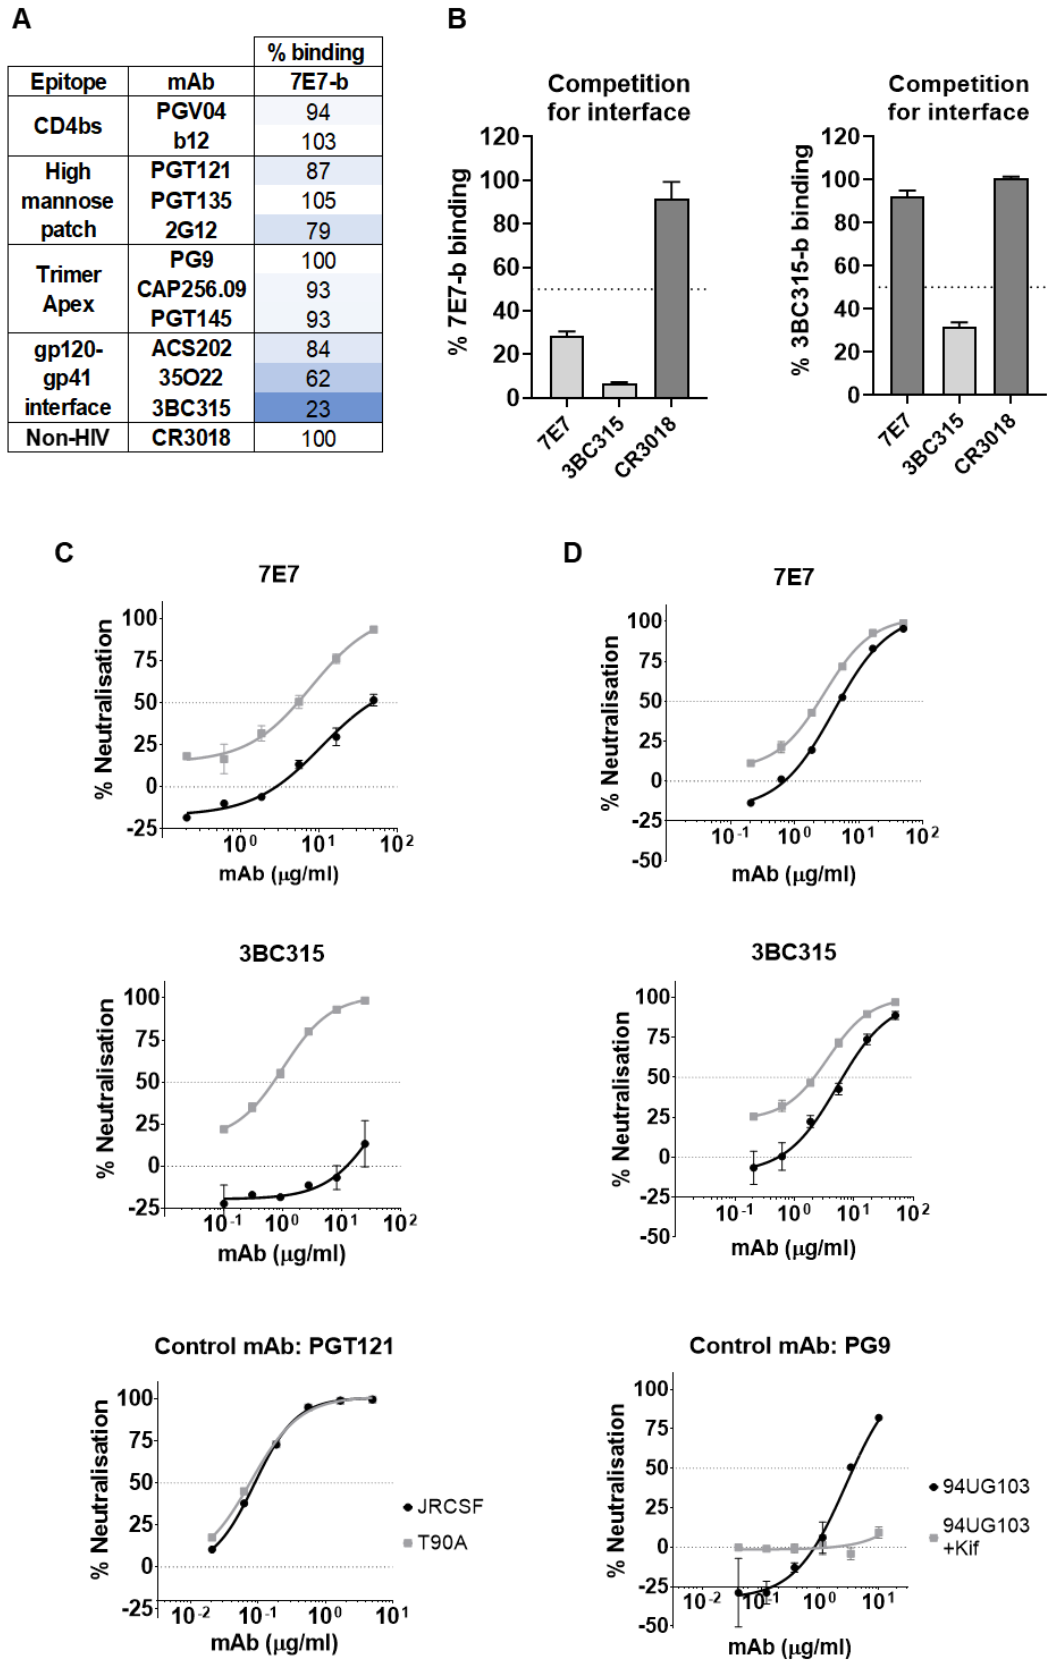 A
% binding
Epitope mAb 7E7-b
CD4bs
PGV04 94
b12 103
High mannose patch
PGT121 87
PGT135 105
2G12 79
Trimer Apex
PG9 100
CAP256.09 93
PGT145 93
gp120-gp41 interface
ACS202 84
35O22 62
3BC315 23
Non-HIV CR3018 100
B
Competition
for interface
% 7E7-b binding
120
100
80
60
40
20
0
7E7
3BC315
CR3018
Competition
for interface
% 3BC315-b binding
120
100
80
60
40
20
0
7E7
3BC315
CR3018
C
7E7
% Neutralisation
100
75
50
25
0
-25
10⁰ 10¹ 10²
mAb (μg/ml)
3BC315
% Neutralisation
100
75
50
25
0
-25
10⁻¹ 10⁰ 10¹ 10²
mAb (μg/ml)
Control mAb: PGT121
% Neutralisation
100
75
50
25
0
-25
10⁻² 10⁻¹ 10⁰ 10¹
mAb (μg/ml)
JRCSF
T90A
D
7E7
% Neutralisation
100
75
50
25
0
-25
-50
10⁻¹ 10⁰ 10¹ 10²
mAb (μg/ml)
3BC315
% Neutralisation
100
75
50
25
0
-25
-50
10⁻¹ 10⁰ 10¹ 10²
mAb (μg/ml)
Control mAb: PG9
% Neutralisation
100
75
50
25
0
-25
-50
10⁻² 10⁻¹ 10⁰ 10¹
mAb (μg/ml)
94UG103
94UG103
+Kif